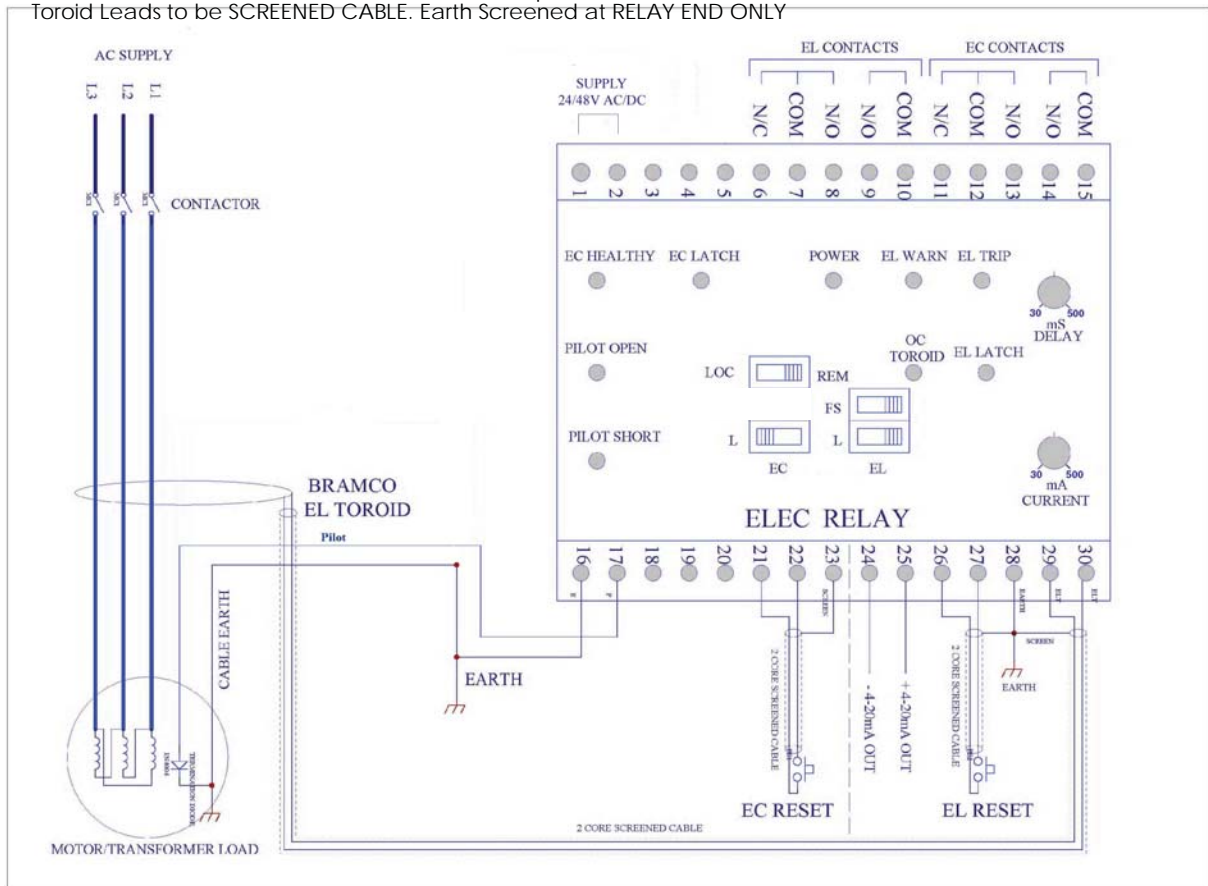 Toroid Leads to be SCREENED CABLE. Earth Screened at RELAY END ONLY
AC SUPPLY
L3
L2
L1
CONTACTOR
EL CONTACTS
EC CONTACTS
SUPPLY
24/48V AC/DC
N/C
COM
N/O
N/O
COM
N/C
COM
N/O
N/O
COM
1
2
3
4
5
6
7
8
9
10
11
12
13
14
15
EC HEALTHY
EC LATCH
POWER
EL WARN
EL TRIP
30
500
mS
DELAY
PILOT OPEN
LOC
REM
OC
TOROID
EL LATCH
FS
PILOT SHORT
L
EC
L
EL
30
500
mA
CURRENT
ELEC RELAY
BRAMCO
EL TOROID
Pilot
16
17
18
19
20
21
22
23
24
25
26
27
28
29
30
E
P
SCREEN
EARTH
ELT
ELT
CABLE EARTH
EARTH
2 CORE SCREENED CABLE
- 4-20mA OUT
+ 4-20mA OUT
2 CORE SCREENED CABLE
SCREEN
EARTH
TERMINATION DIODE
EC RESET
EL RESET
2 CORE SCREENED CABLE
MOTOR/TRANSFORMER LOAD